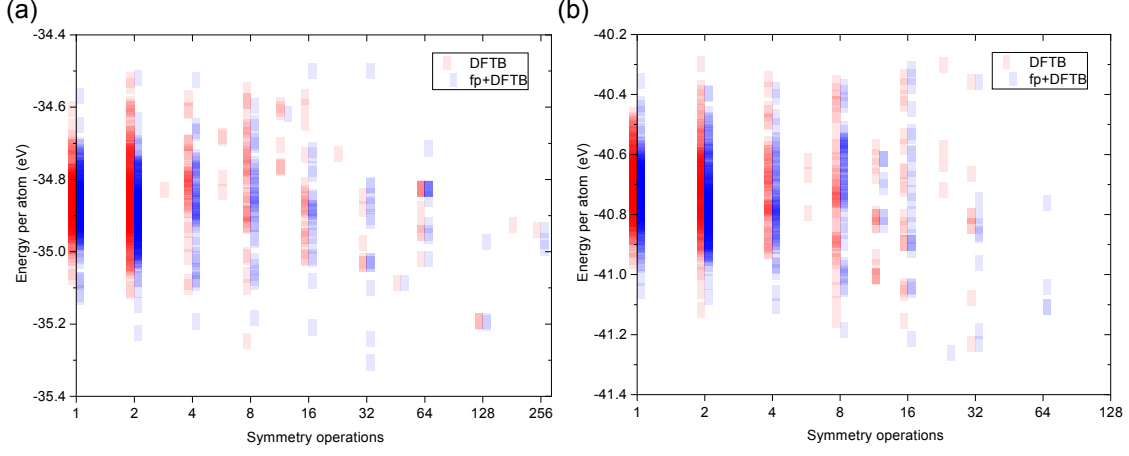 (a)
-34.4
-34.6
-34.8
-35.0
-35.2
-35.4
Energy per atom (eV)
DFTB
fp+DFTB
1 2 4 8 16 32 64 128 256
Symmetry operations
(b)
-40.2
-40.4
-40.6
-40.8
-41.0
-41.2
-41.4
Energy per atom (eV)
DFTB
fp+DFTB
1 2 4 8 16 32 64 128
Symmetry operations